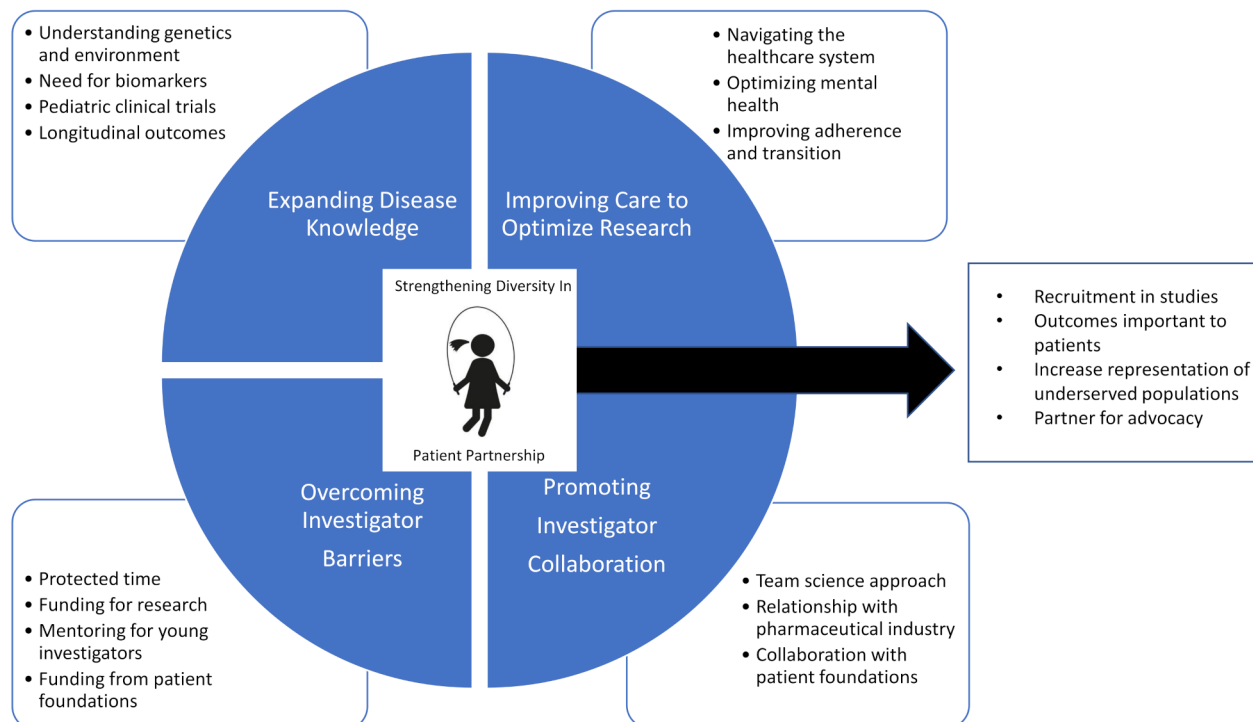 • Understanding genetics
and environment
• Need for biomarkers
• Pediatric clinical trials
• Longitudinal outcomes
• Navigating the
healthcare system
• Optimizing mental
health
• Improving adherence
and transition
Expanding Disease
Knowledge
Improving Care to
Optimize Research
Strengthening Diversity In
Patient Partnership
• Recruitment in studies
• Outcomes important to
patients
• Increase representation of
underserved populations
• Partner for advocacy
Overcoming
Investigator
Barriers
Promoting
Investigator
Collaboration
• Protected time
• Funding for research
• Mentoring for young
investigators
• Funding from patient
foundations
• Team science approach
• Relationship with
pharmaceutical industry
• Collaboration with
patient foundations